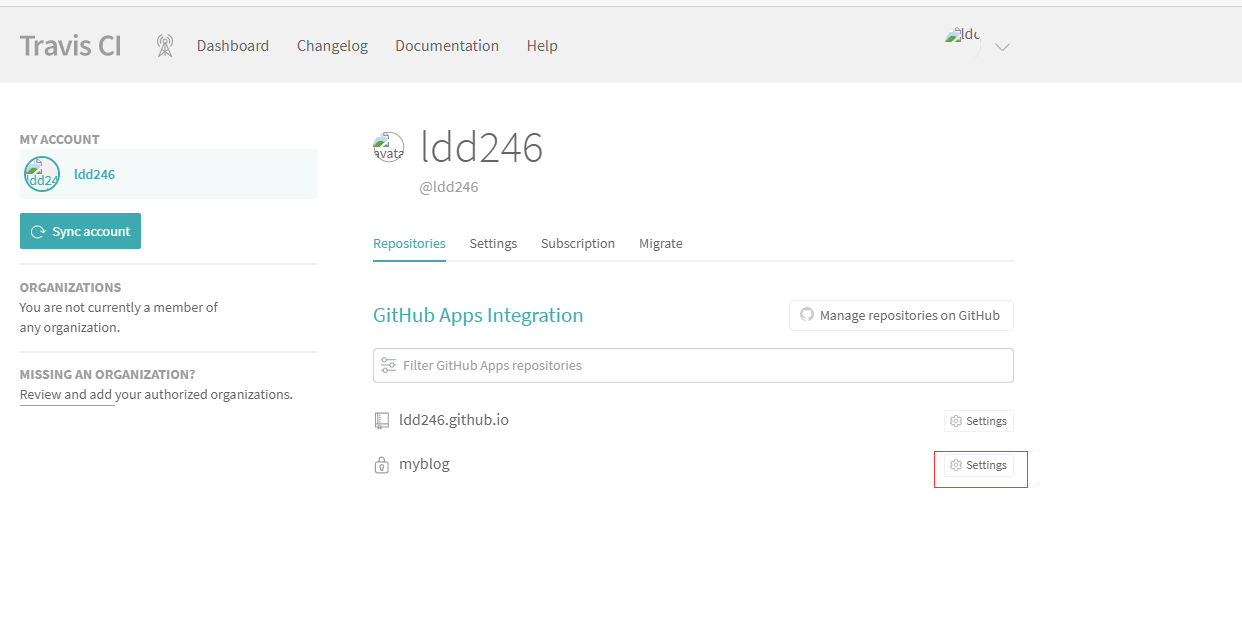 Travis CI Dashboard Changelog Documentation Help ldd
MY ACCOUNT
ldd24
ldd246
Sync account
ORGANIZATIONS
You are not currently a member of
any organization.
MISSING AN ORGANIZATION?
Review and add your authorized organizations.
avata
ldd246
@ldd246
Repositories Settings Subscription Migrate
GitHub Apps Integration Manage repositories on GitHub
Filter GitHub Apps repositories
ldd246.github.io Settings
myblog Settings